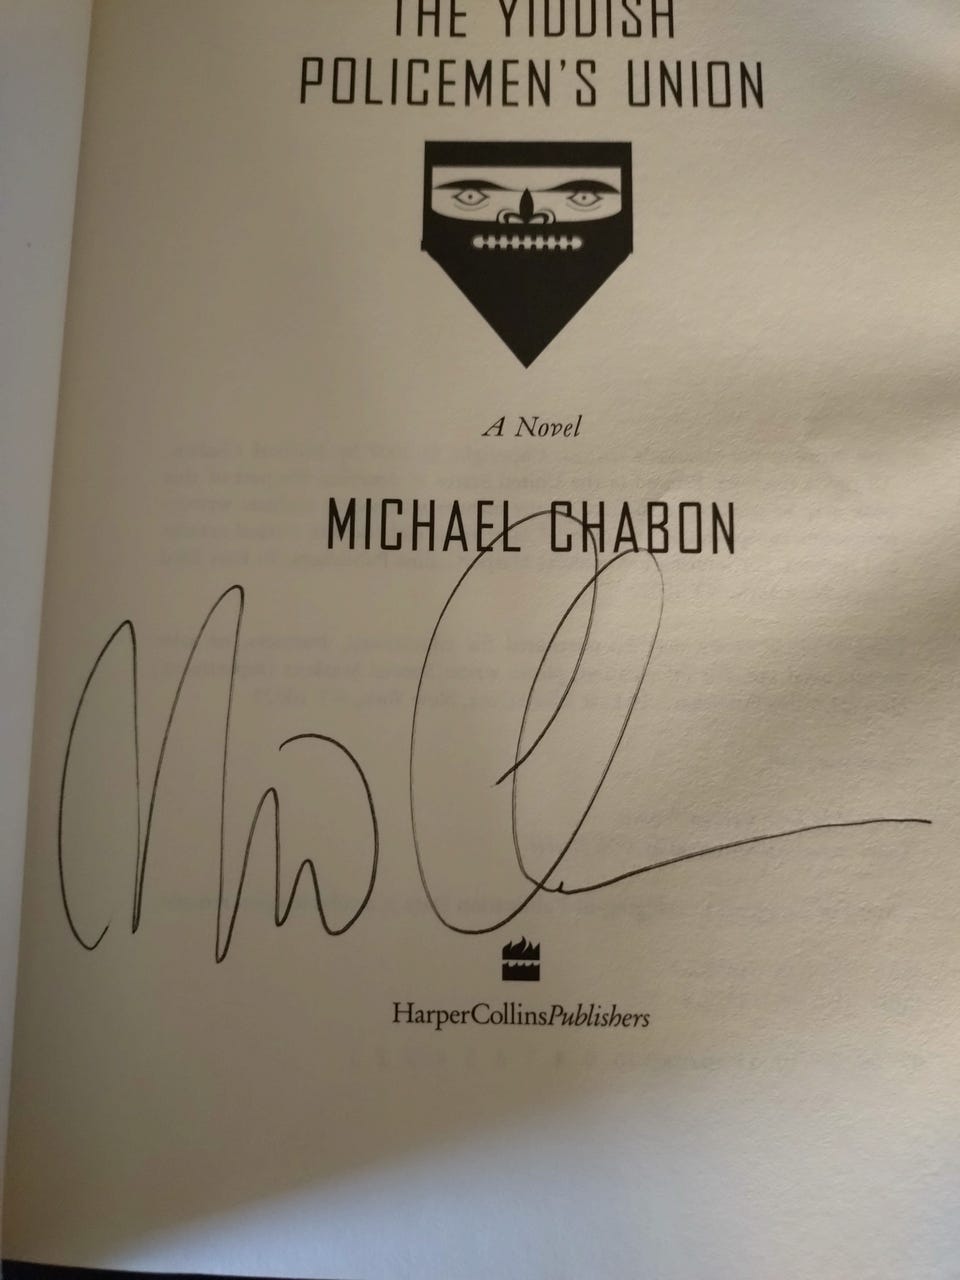 THE YIDDISH
POLICEMEN'S UNION
A Novel
MICHAEL CHABON
HarperCollinsPublishers